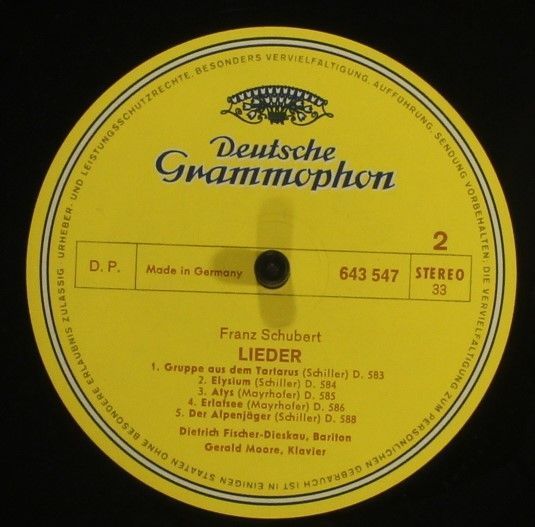 URHEBER- UND LEISTUNGSSCHUTZRECHTE, BESONDERS VERVIELFÄLTIGUNG, AUFFÜHRUNG, SENDUNG VORBEHALTEN. DIE VERVIELFÄLTIGUNG ZUM PERSÖNLICHEN GEBRAUCH IST IN EINIGEN STAATEN OHNE BESONDERE ERLAUBNIS ZULÄSSIG
Deutsche
Grammophon
2
D. P. Made in Germany 643 547 STEREO
33
Franz Schubert
LIEDER
1. Gruppe aus dem Tartarus (Schiller) D. 583
2. Elysium (Schiller) D. 584
3. Atys (Mayrhofer) D. 585
4. Erlafsee (Mayrhofer) D. 586
5. Der Alpenjäger (Schiller) D. 588
Dietrich Fischer-Dieskau, Bariton
Gerald Moore, Klavier